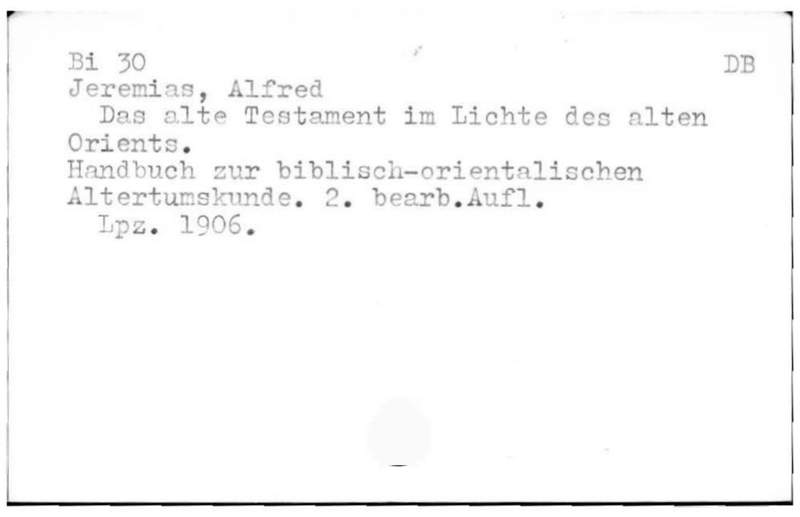 Bi 30 DB
Jeremias, Alfred
Das alte Testament im Lichte des alten
Orients.
Handbuch zur biblisch-orientalischen
Altertumskunde. 2. bearb.Aufl.
Lpz. 1906.